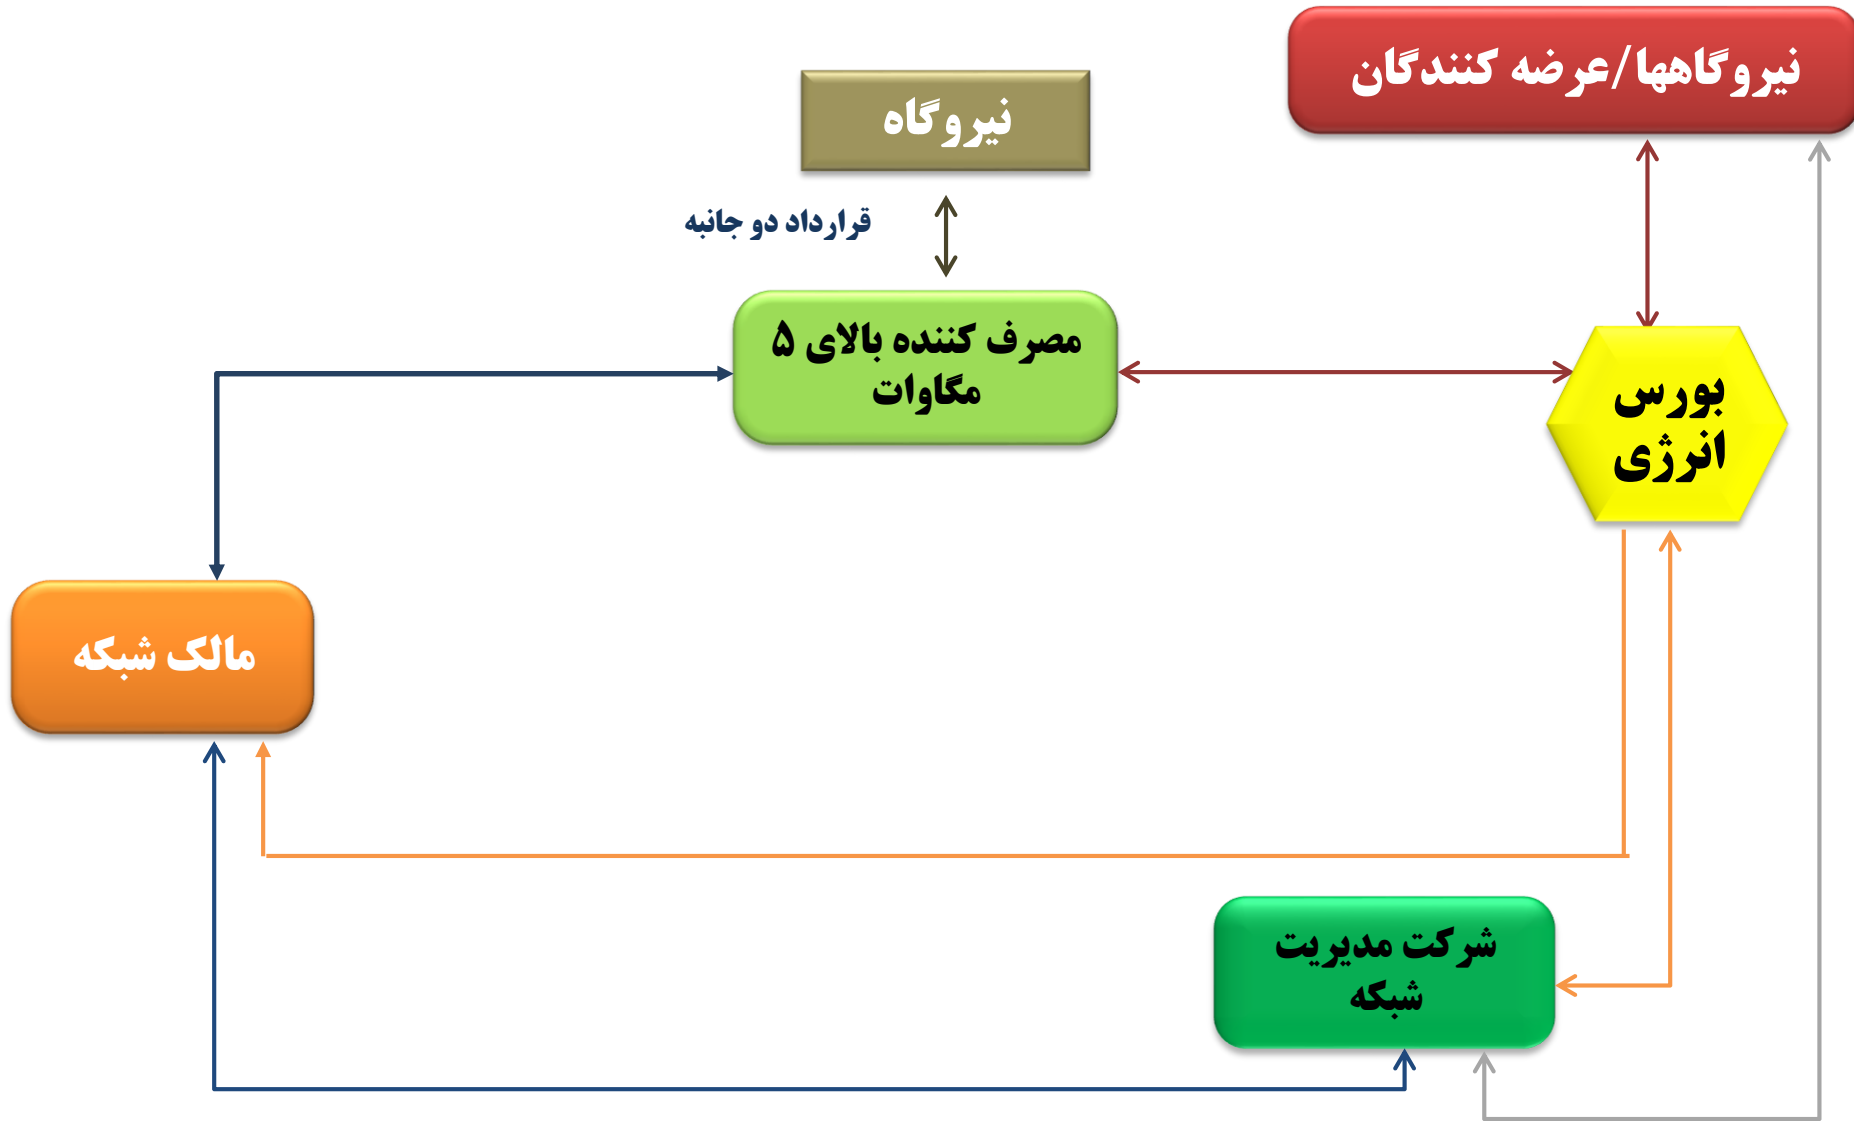 نیروگاهها/عرضه کنندگان
نیروگاه
قرارداد دو جانبه
مصرف کننده بالای ۵
مگاوات
بورس
انرژی
مالک شبکه
شرکت مدیریت
شبکه